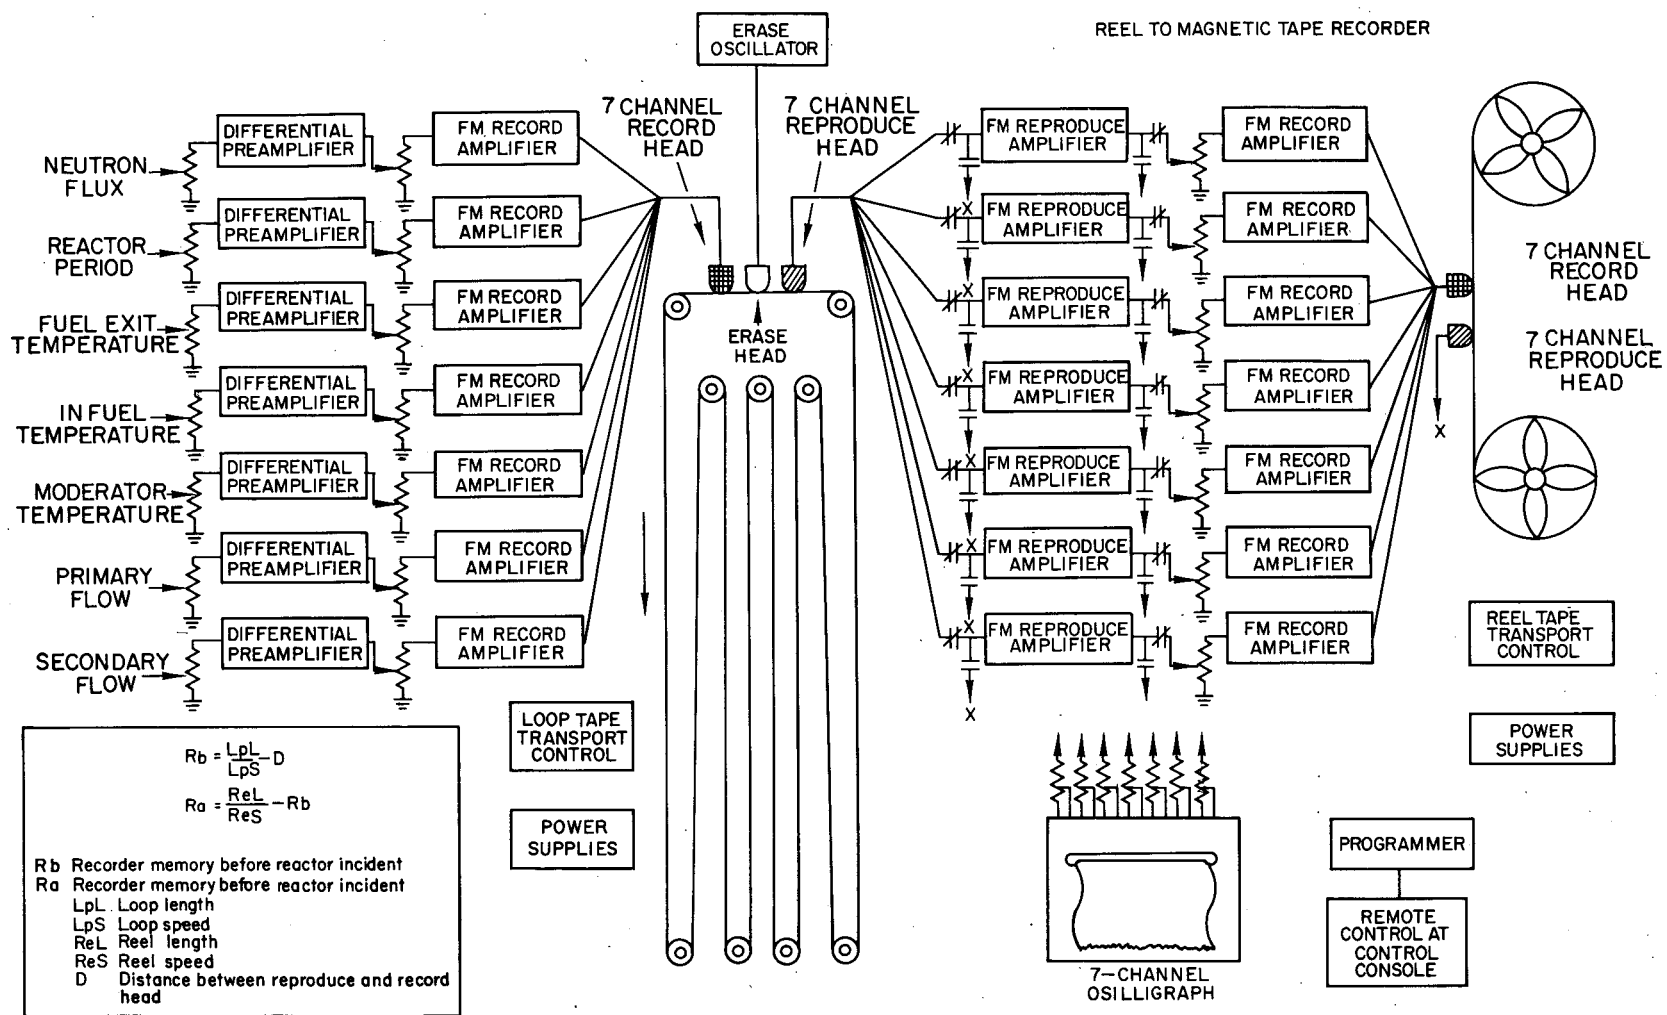 REEL TO MAGNETIC TAPE RECORDER
ERASE
OSCILLATOR
7 CHANNEL
RECORD
HEAD
7 CHANNEL
REPRODUCE
HEAD
NEUTRON
FLUX
REACTOR
PERIOD
FUEL EXIT
TEMPERATURE
IN FUEL
TEMPERATURE
MODERATOR
TEMPERATURE
PRIMARY
FLOW
SECONDARY
FLOW
DIFFERENTIAL
PREAMPLIFIER
DIFFERENTIAL
PREAMPLIFIER
DIFFERENTIAL
PREAMPLIFIER
DIFFERENTIAL
PREAMPLIFIER
DIFFERENTIAL
PREAMPLIFIER
DIFFERENTIAL
PREAMPLIFIER
DIFFERENTIAL
PREAMPLIFIER
FM RECORD
AMPLIFIER
FM RECORD
AMPLIFIER
FM RECORD
AMPLIFIER
FM RECORD
AMPLIFIER
FM RECORD
AMPLIFIER
FM RECORD
AMPLIFIER
FM RECORD
AMPLIFIER
ERASE
HEAD
FM REPRODUCE
AMPLIFIER
X
FM REPRODUCE
AMPLIFIER
X
FM REPRODUCE
AMPLIFIER
X
FM REPRODUCE
AMPLIFIER
X
FM REPRODUCE
AMPLIFIER
X
FM REPRODUCE
AMPLIFIER
X
FM REPRODUCE
AMPLIFIER
X
FM RECORD
AMPLIFIER
FM RECORD
AMPLIFIER
FM RECORD
AMPLIFIER
FM RECORD
AMPLIFIER
FM RECORD
AMPLIFIER
FM RECORD
AMPLIFIER
FM RECORD
AMPLIFIER
7 CHANNEL
RECORD
HEAD
7 CHANNEL
REPRODUCE
HEAD
X
REEL TAPE
TRANSPORT
CONTROL
POWER
SUPPLIES
LOOP TAPE
TRANSPORT
CONTROL
POWER
SUPPLIES
Rb = LpL/LpS - D
Ra = ReL/ReS - Rb
Rb Recorder memory before reactor incident
Ra Recorder memory before reactor incident
LpL Loop length
LpS Loop speed
ReL Reel length
ReS Reel speed
D Distance between reproduce and record
head
7-CHANNEL
OSILLIGRAPH
PROGRAMMER
REMOTE
CONTROL AT
CONTROL
CONSOLE